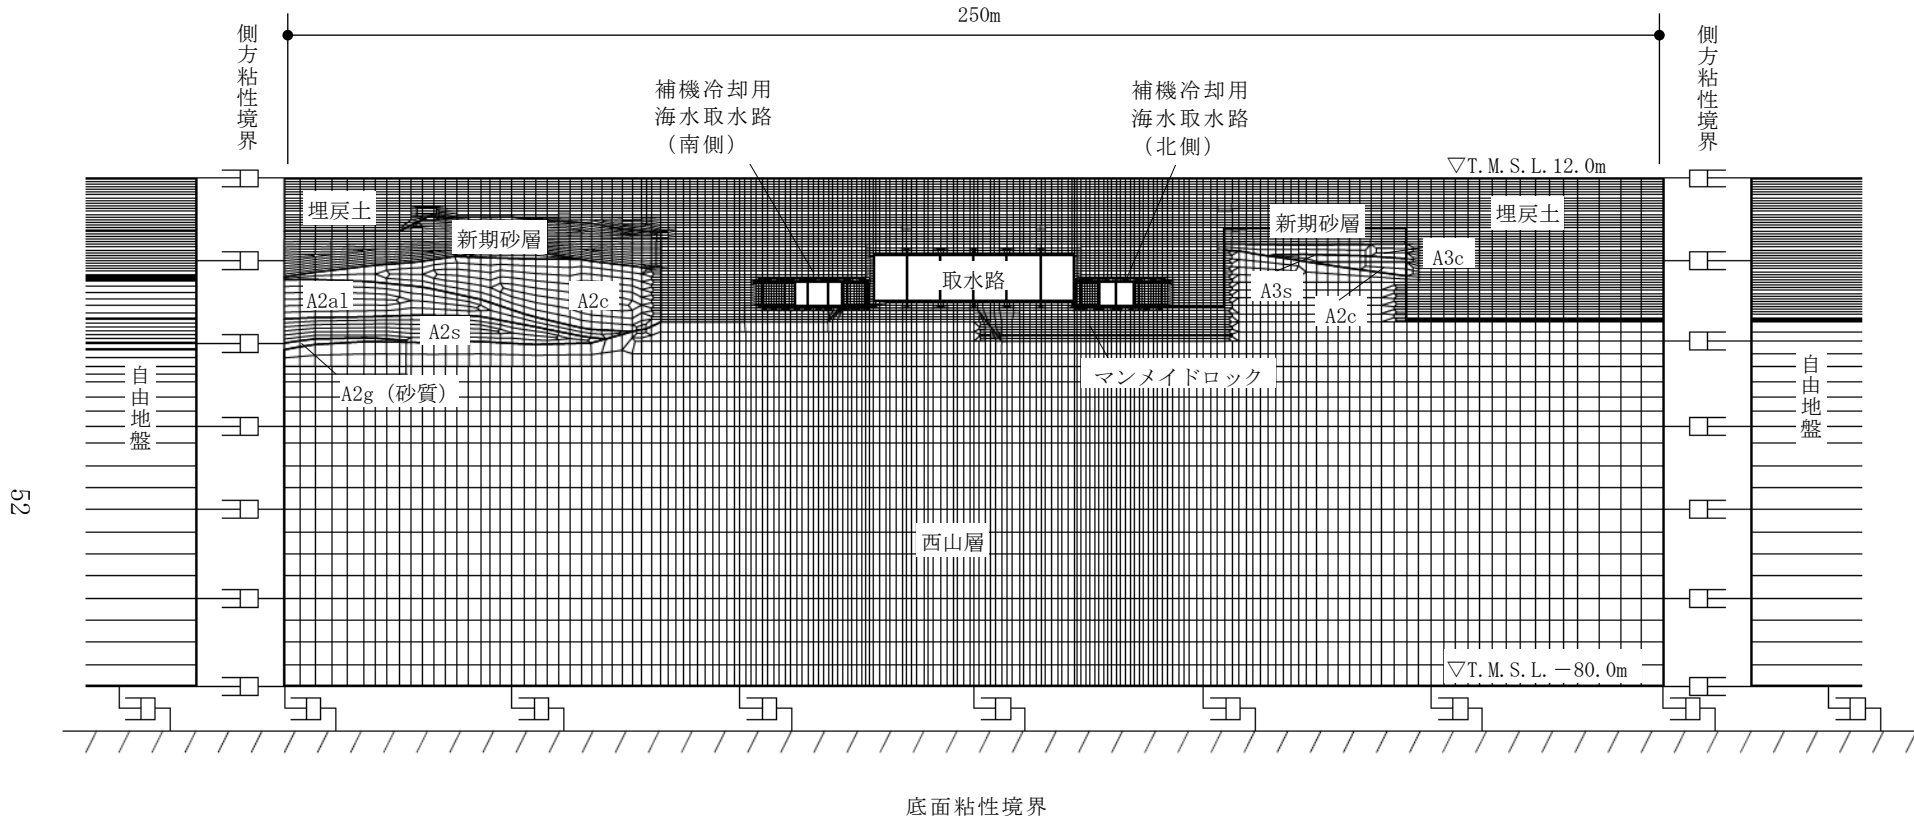 250m
側方粘性境界
側方粘性境界
補機冷却用
海水取水路
（南側）
補機冷却用
海水取水路
（北側）
▽T.M.S.L.12.0m
埋戻土
新期砂層
新期砂層
埋戻土
A3c
取水路
A2al
A2c
A3s
A2c
A2s
A2g（砂質）
マンメイドロック
自由地盤
自由地盤
52
西山層
▽T.M.S.L.－80.0m
底面粘性境界